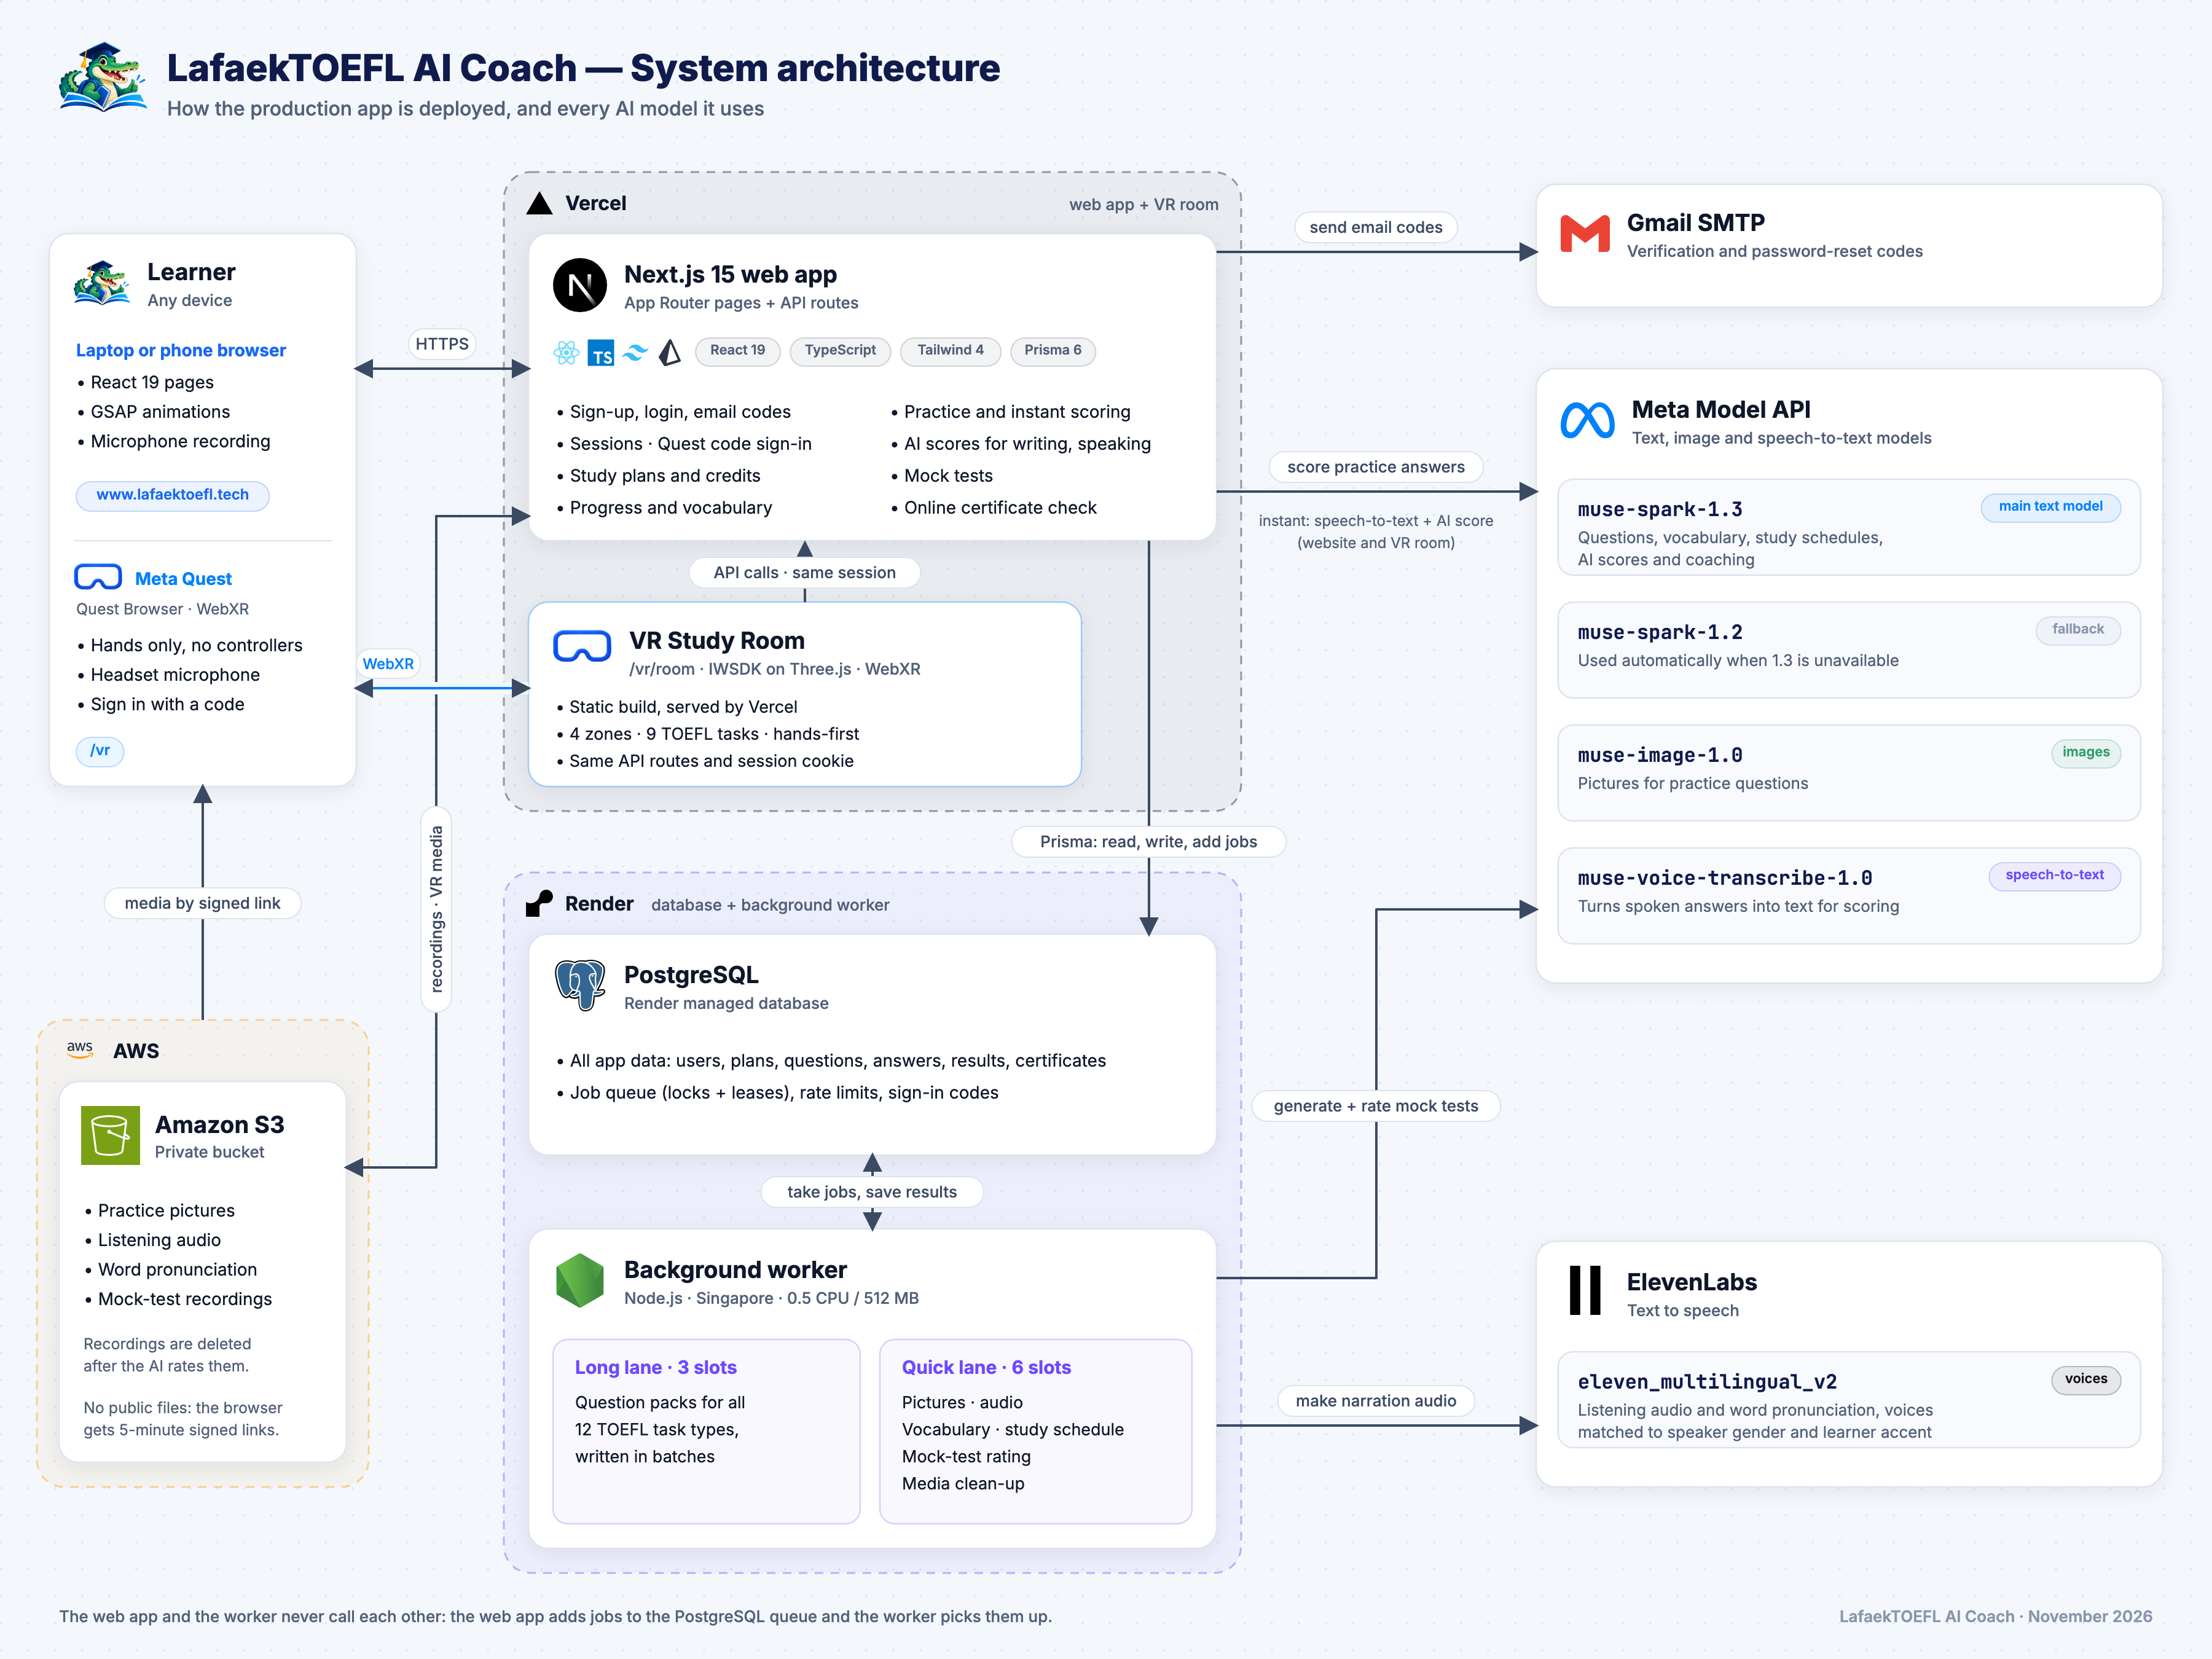 LafaekTOEFL AI Coach — System architecture
How the production app is deployed, and every AI model it uses
Learner
Any device
Laptop or phone browser
• React 19 pages
• GSAP animations
• Microphone recording
www.lafaektoefl.tech
Meta Quest
Quest Browser · WebXR
• Hands only, no controllers
• Headset microphone
• Sign in with a code
/vr
HTTPS
WebXR
media by signed link
recordings · VR media
aws
AWS
Amazon S3
Private bucket
• Practice pictures
• Listening audio
• Word pronunciation
• Mock-test recordings
Recordings are deleted
after the AI rates them.
No public files: the browser
gets 5-minute signed links.
Vercel
web app + VR room
N
Next.js 15 web app
App Router pages + API routes
TS
React 19
TypeScript
Tailwind 4
Prisma 6
• Sign-up, login, email codes
• Sessions · Quest code sign-in
• Study plans and credits
• Progress and vocabulary
• Practice and instant scoring
• AI scores for writing, speaking
• Mock tests
• Online certificate check
API calls · same session
VR Study Room
/vr/room · IWSDK on Three.js · WebXR
• Static build, served by Vercel
• 4 zones · 9 TOEFL tasks · hands-first
• Same API routes and session cookie
Prisma: read, write, add jobs
Render
database + background worker
PostgreSQL
Render managed database
• All app data: users, plans, questions, answers, results, certificates
• Job queue (locks + leases), rate limits, sign-in codes
take jobs, save results
Background worker
Node.js · Singapore · 0.5 CPU / 512 MB
Long lane · 3 slots
Question packs for all
12 TOEFL task types,
written in batches
Quick lane · 6 slots
Pictures · audio
Vocabulary · study schedule
Mock-test rating
Media clean-up
send email codes
score practice answers
instant: speech-to-text + AI score
(website and VR room)
generate + rate mock tests
make narration audio
Gmail SMTP
Verification and password-reset codes
Meta Model API
Text, image and speech-to-text models
muse-spark-1.3
main text model
Questions, vocabulary, study schedules,
AI scores and coaching
muse-spark-1.2
fallback
Used automatically when 1.3 is unavailable
muse-image-1.0
images
Pictures for practice questions
muse-voice-transcribe-1.0
speech-to-text
Turns spoken answers into text for scoring
ElevenLabs
Text to speech
eleven_multilingual_v2
voices
Listening audio and word pronunciation, voices
matched to speaker gender and learner accent
The web app and the worker never call each other: the web app adds jobs to the PostgreSQL queue and the worker picks them up.
LafaekTOEFL AI Coach · November 2026